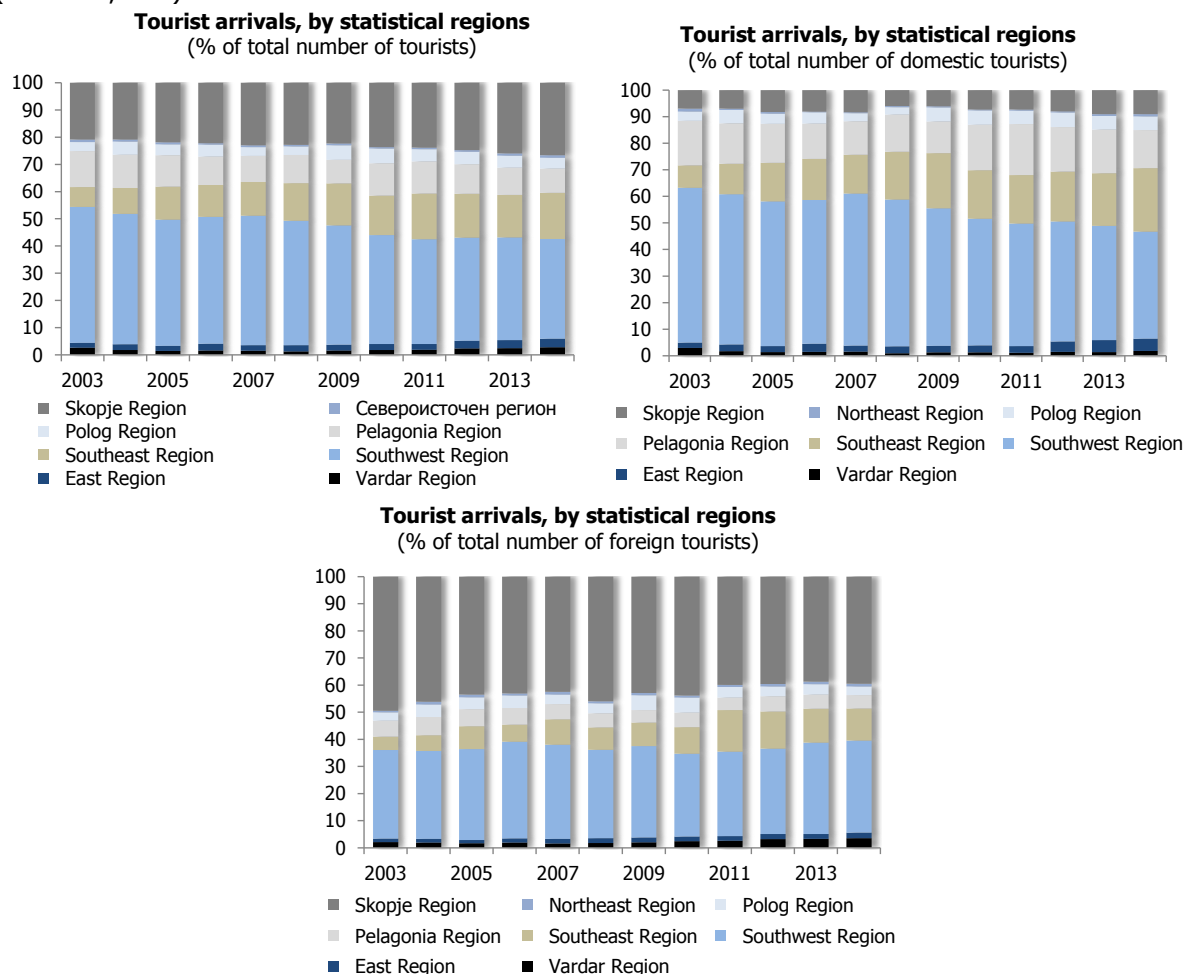 Tourist arrivals, by statistical regions
(% of total number of tourists)
100
90
80
70
60
50
40
30
20
10
0
2003 2005 2007 2009 2011 2013
Skopje Region Североисточен регион
Polog Region Pelagonia Region
Southeast Region Southwest Region
East Region Vardar Region
Tourist arrivals, by statistical regions
(% of total number of domestic tourists)
100
90
80
70
60
50
40
30
20
10
0
2003 2005 2007 2009 2011 2013
Skopje Region Northeast Region Polog Region
Pelagonia Region Southeast Region Southwest Region
East Region Vardar Region
Tourist arrivals, by statistical regions
(% of total number of foreign tourists)
100
90
80
70
60
50
40
30
20
10
0
2003 2005 2007 2009 2011 2013
Skopje Region Northeast Region Polog Region
Pelagonia Region Southeast Region Southwest Region
East Region Vardar Region